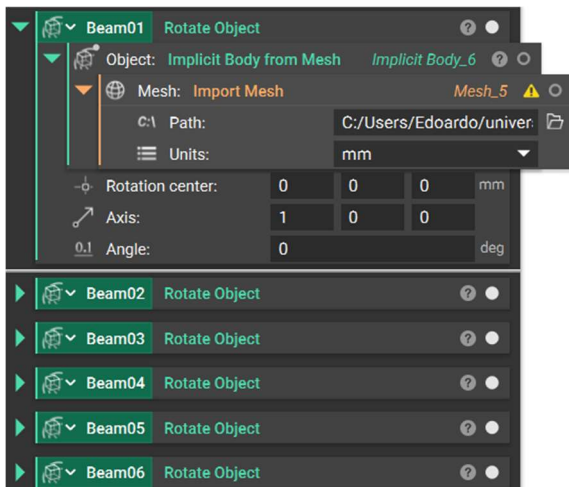 Beam01 Rotate Object ?
Object: Implicit Body from Mesh Implicit Body_6 ?
Mesh: Import Mesh Mesh_5
C:\ Path: C:/Users/Edoardo/univer
Units: mm
Rotation center: 0 0 0 mm
Axis: 1 0 0
0.1 Angle: 0 deg
Beam02 Rotate Object ?
Beam03 Rotate Object ?
Beam04 Rotate Object ?
Beam05 Rotate Object ?
Beam06 Rotate Object ?